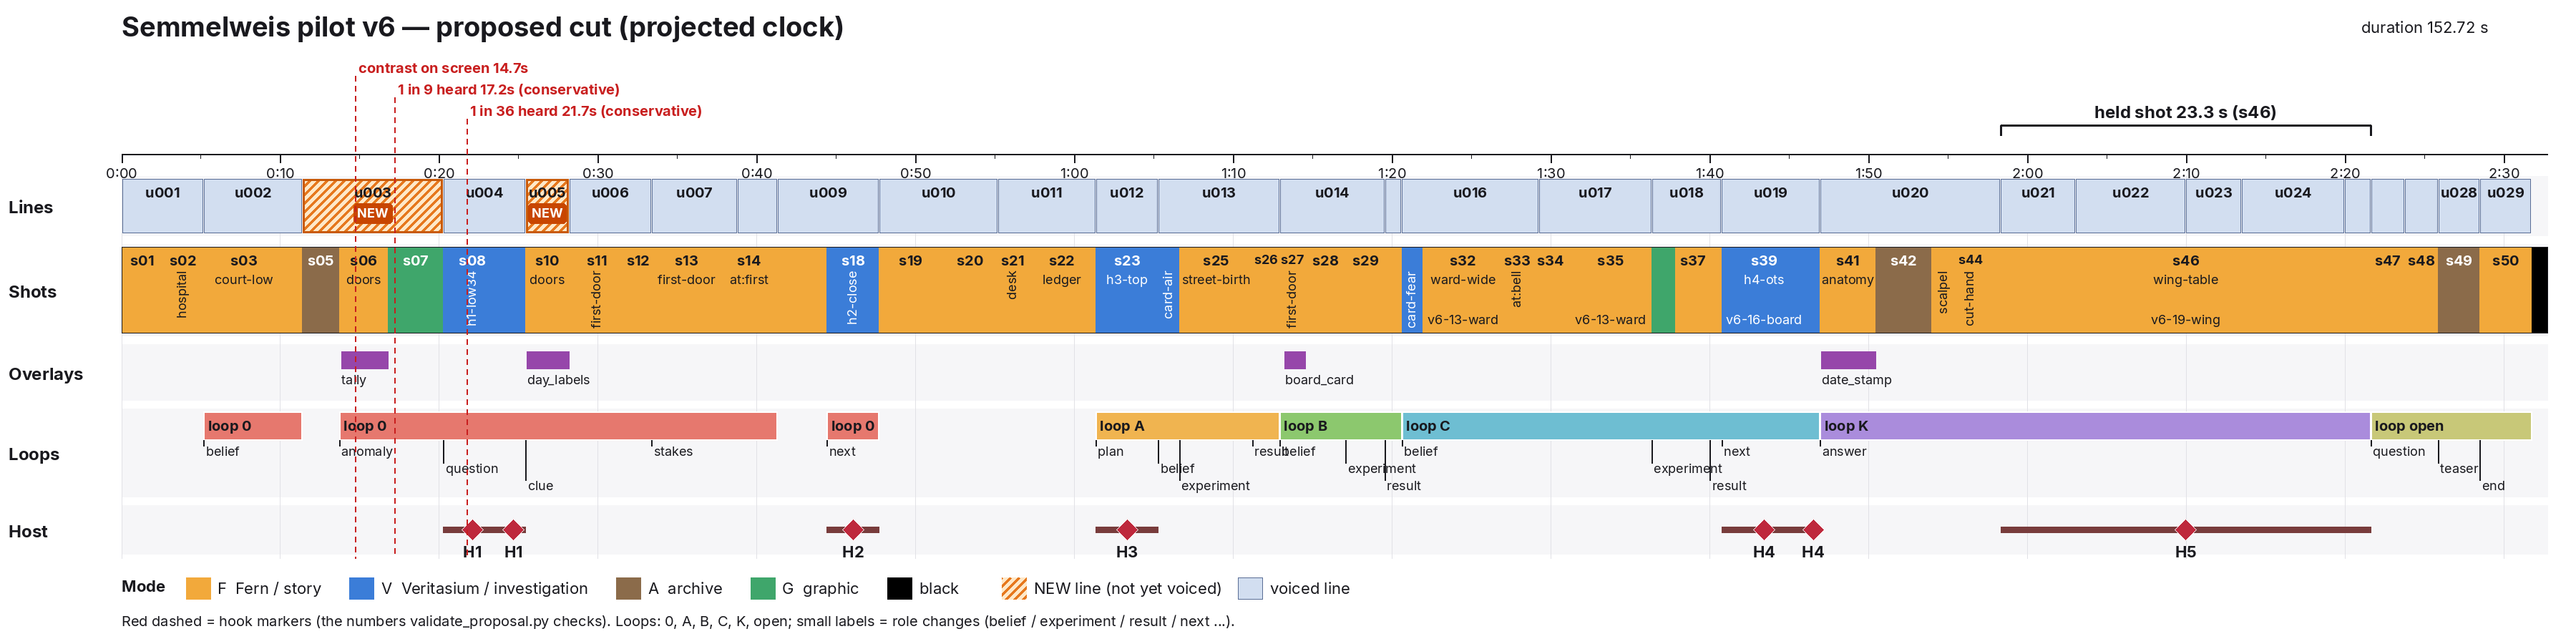 Semmelweis pilot v6 — proposed cut (projected clock)
duration 152.72 s
contrast on screen 14.7s
1 in 9 heard 17.2s (conservative)
1 in 36 heard 21.7s (conservative)
held shot 23.3 s (s46)
0:00 0:10 0:20 0:30 0:40 0:50 1:00 1:10 1:20 1:30 1:40 1:50 2:00 2:10 2:20 2:30
Lines
u001 u002 u003 u004 u005 u006 u007 u009 u010 u011 u012 u013 u014 u016 u017 u018 u019 u020 u021 u022 u023 u024 u028 u029
NEW NEW
Shots
s01 s02 s03 s05 s06 s07 s08 s10 s11 s12 s13 s14 s18 s19 s20 s21 s22 s23 s25 s26 s27 s28 s29 s32 s33 s34 s35 s37 s39 s41 s42 s44 s46 s47 s48 s49 s50
hospital court-low doors h1-low34 doors first-door first-door at:first h2-close desk ledger h3-top card-air street-birth first-door card-fear ward-wide at:bell h4-ots anatomy scalpel cut-hand wing-table
v6-13-ward v6-13-ward v6-16-board v6-19-wing
Overlays
tally day_labels board_card date_stamp
Loops
loop 0 loop 0 loop 0 loop A loop B loop C loop K loop open
belief anomaly stakes next plan result belief belief next answer question
question belief experiment experiment teaser
clue experiment result result end
Host
H1 H1 H2 H3 H4 H4 H5
Mode F Fern / story V Veritasium / investigation A archive G graphic black NEW line (not yet voiced) voiced line
Red dashed = hook markers (the numbers validate_proposal.py checks). Loops: 0, A, B, C, K, open; small labels = role changes (belief / experiment / result / next ...).